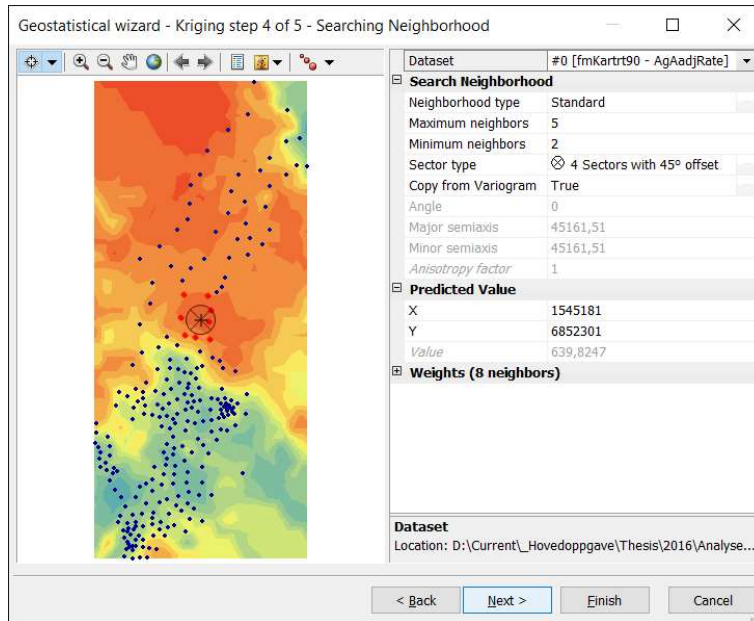 Geostatistical wizard - Kriging step 4 of 5 - Searching Neighborhood
Dataset #0 [fmKartrt90 - AgAadjRate]
Search Neighborhood
Neighborhood type Standard
Maximum neighbors 5
Minimum neighbors 2
Sector type 4 Sectors with 45º offset
Copy from Variogram True
Angle 0
Major semiaxis 45161,51
Minor semiaxis 45161,51
Anisotropy factor 1
Predicted Value
X 1545181
Y 6852301
Value 639,8247
Weights (8 neighbors)
Dataset
Location: D:\Current\_Hovedoppgave\Thesis\2016\Analyse...
< Back
Next >
Finish
Cancel